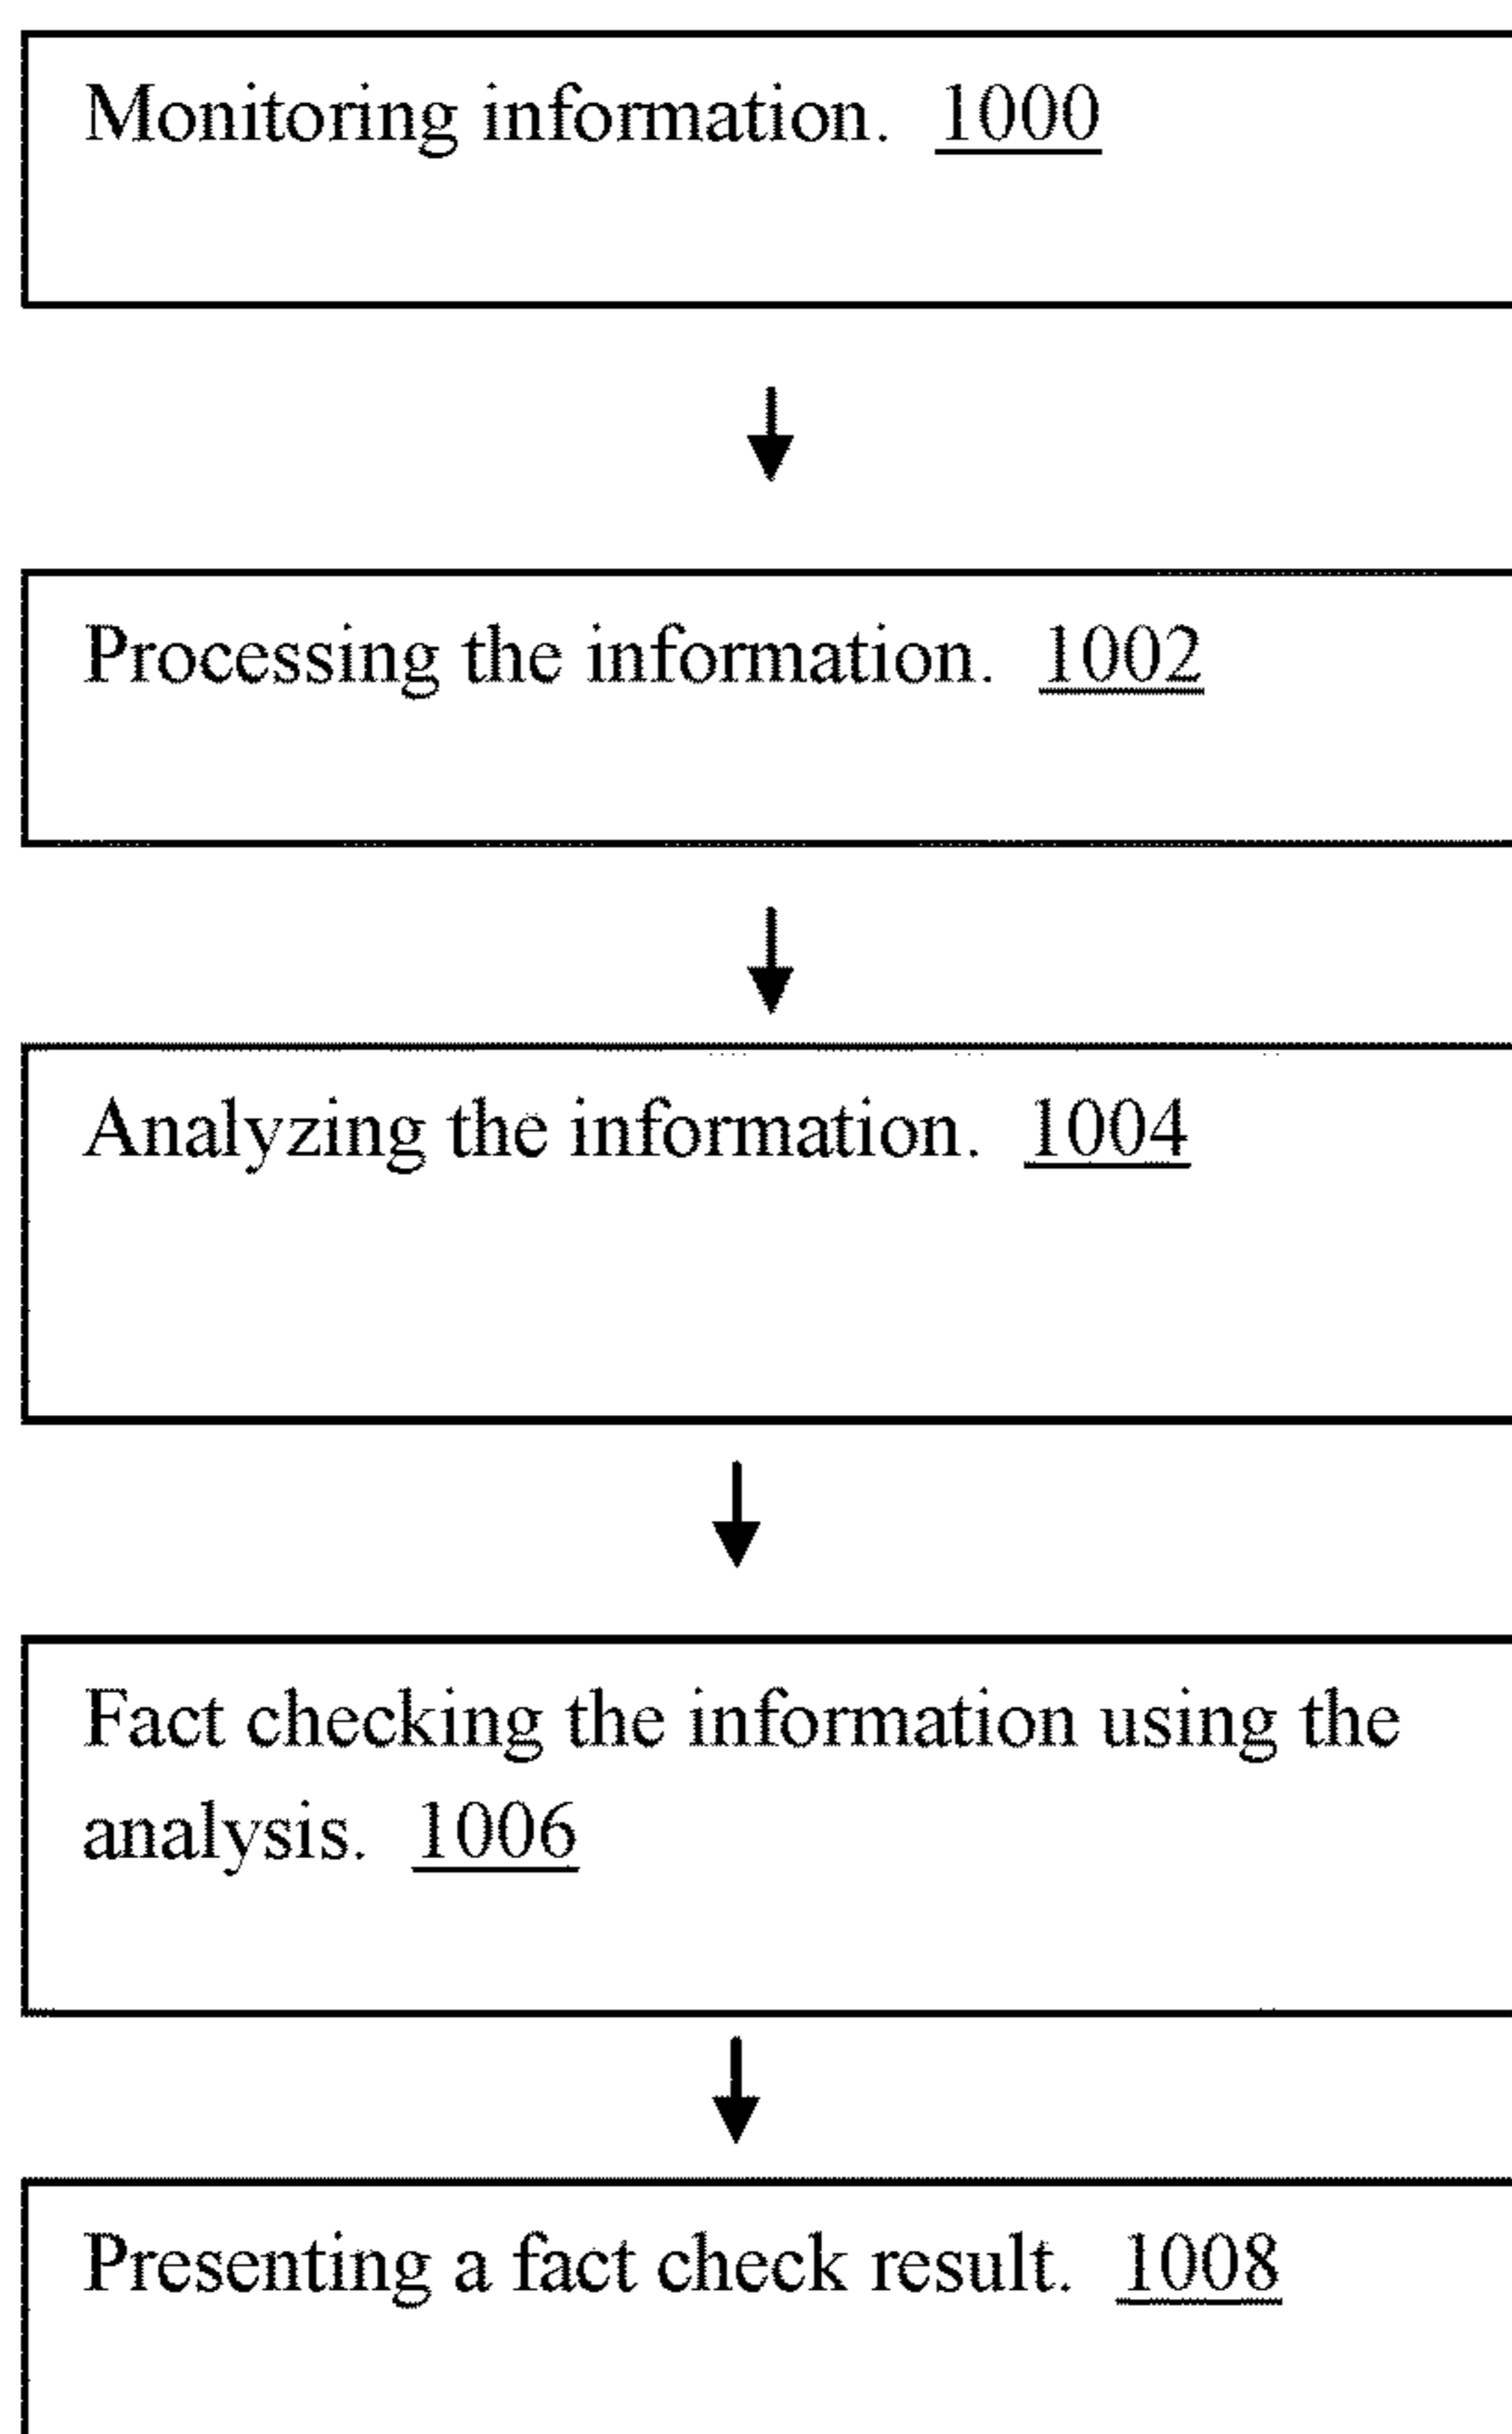 Monitoring information. 1000
Processing the information. 1002
Analyzing the information. 1004
Fact checking the information using the
analysis. 1006
Presenting a fact check result. 1008